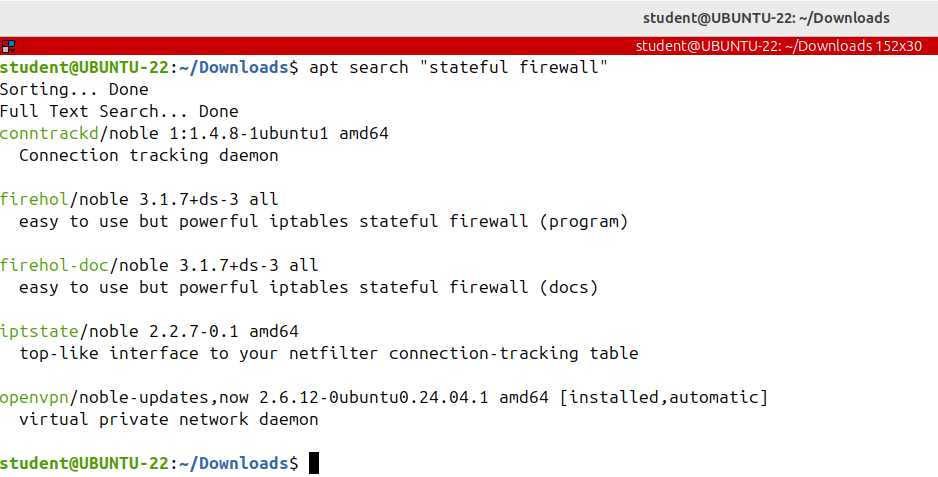 student@UBUNTU-22: ~/Downloads
student@UBUNTU-22: ~/Downloads 152x30
student@UBUNTU-22:~/Downloads$ apt search "stateful firewall"
Sorting... Done
Full Text Search... Done
conntrackd/noble 1:1.4.8-1ubuntu1 amd64
  Connection tracking daemon

firehol/noble 3.1.7+ds-3 all
  easy to use but powerful iptables stateful firewall (program)

firehol-doc/noble 3.1.7+ds-3 all
  easy to use but powerful iptables stateful firewall (docs)

iptstate/noble 2.2.7-0.1 amd64
  top-like interface to your netfilter connection-tracking table

openvpn/noble-updates,now 2.6.12-0ubuntu0.24.04.1 amd64 [installed,automatic]
  virtual private network daemon

student@UBUNTU-22:~/Downloads$